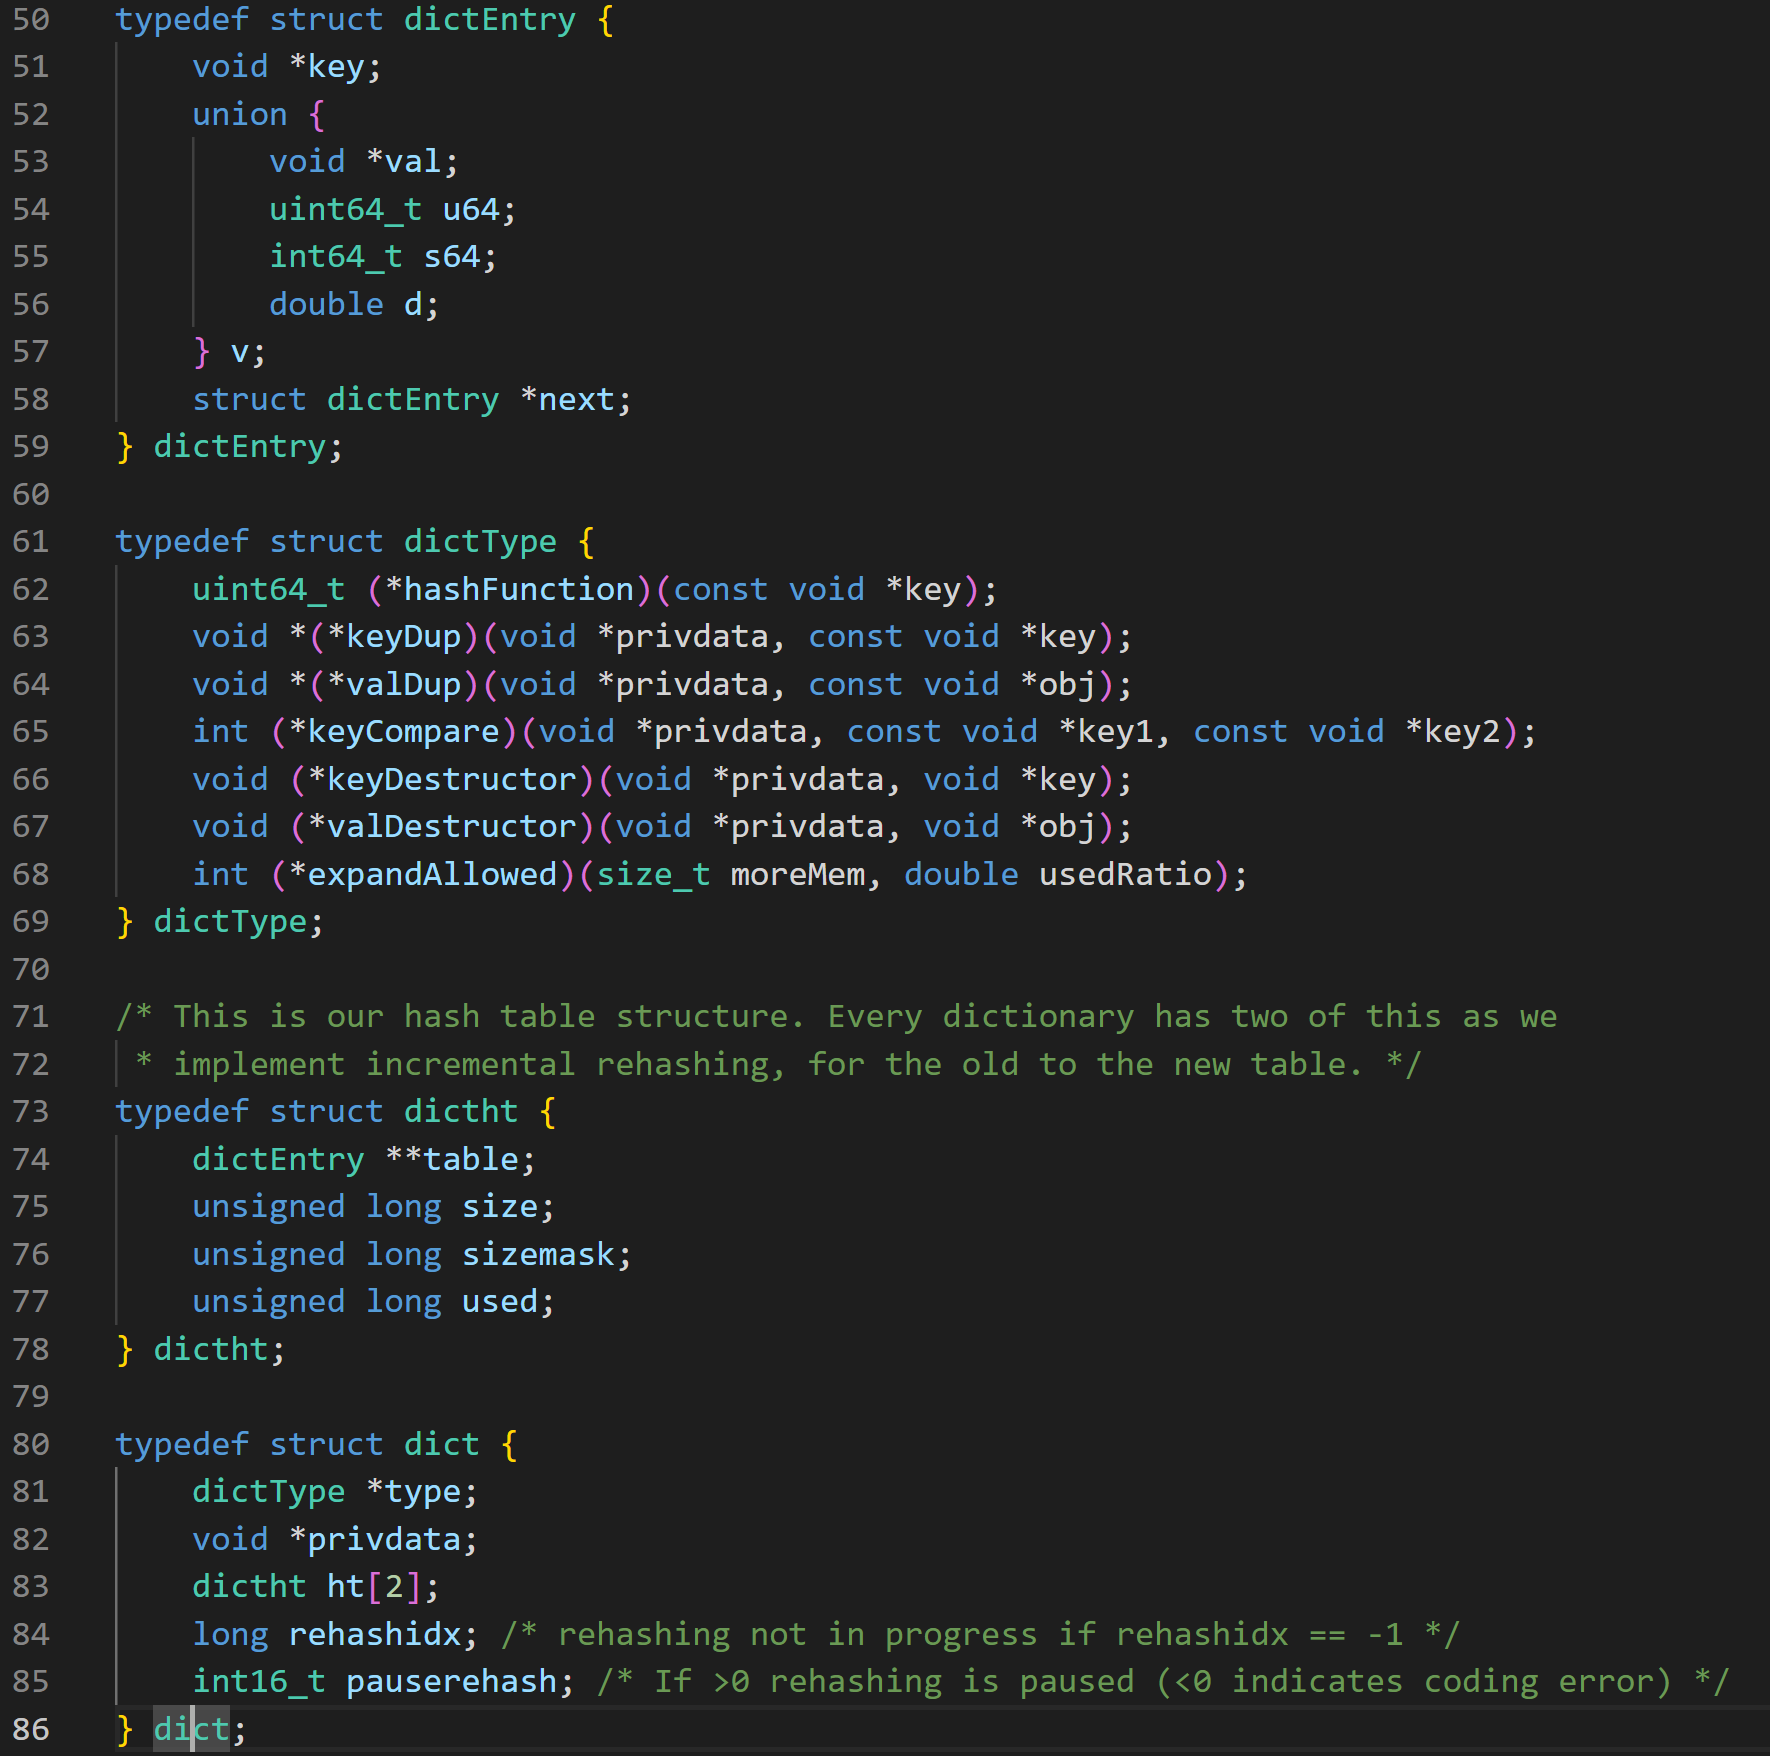 50 typedef struct dictEntry {
51     void *key;
52     union {
53         void *val;
54         uint64_t u64;
55         int64_t s64;
56         double d;
57     } v;
58     struct dictEntry *next;
59 } dictEntry;
60
61 typedef struct dictType {
62     uint64_t (*hashFunction)(const void *key);
63     void *(*keyDup)(void *privdata, const void *key);
64     void *(*valDup)(void *privdata, const void *obj);
65     int (*keyCompare)(void *privdata, const void *key1, const void *key2);
66     void (*keyDestructor)(void *privdata, void *key);
67     void (*valDestructor)(void *privdata, void *obj);
68     int (*expandAllowed)(size_t moreMem, double usedRatio);
69 } dictType;
70
71 /* This is our hash table structure. Every dictionary has two of this as we
72  * implement incremental rehashing, for the old to the new table. */
73 typedef struct dictht {
74     dictEntry **table;
75     unsigned long size;
76     unsigned long sizemask;
77     unsigned long used;
78 } dictht;
79
80 typedef struct dict {
81     dictType *type;
82     void *privdata;
83     dictht ht[2];
84     long rehashidx; /* rehashing not in progress if rehashidx == -1 */
85     int16_t pauserehash; /* If >0 rehashing is paused (<0 indicates coding error) */
86 } dict;